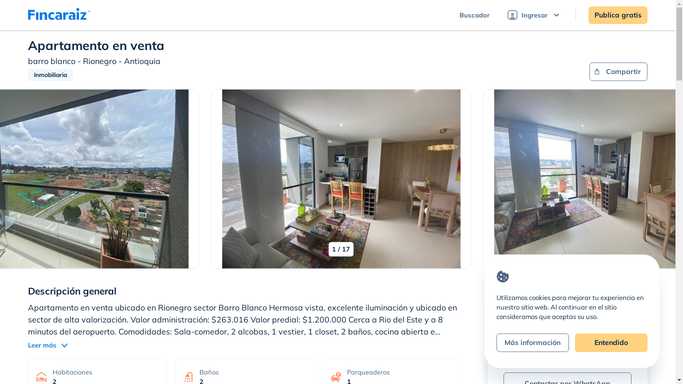 Fincaraiz
Buscador
Ingresar
Publica gratis
Apartamento en venta
barro blanco - Rionegro - Antioquia
Inmobiliaria
Compartir
1 / 17
Descripción general
Apartamento en venta ubicado en Rionegro sector Barro Blanco Hermosa vista, excelente iluminación y ubicado en
sector de alta valorización. Valor administración: $263.016 Valor predial: $1.200.000 Cerca a Rio del Este y a 8
minutos del aeropuerto. Comodidades: Sala-comedor, 2 alcobas, 1 vestier, 1 closet, 2 baños, cocina abierta e...
Leer más
Habitaciones
2
Baños
2
Parqueaderos
1
Utilizamos cookies para mejorar tu experiencia en
nuestro sitio web. Al continuar en el sitio
consideramos que aceptas su uso.
Más información
Entendido
Contactar por WhatsApp